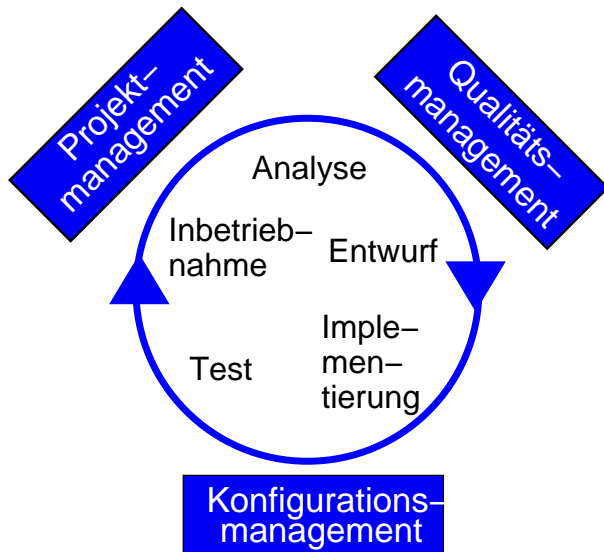 Projekt–
management
Qualitäts–
management
Analyse
Inbetrieb–
nahme
Entwurf
Test
Imple–
men–
tierung
Konfigurations–
management